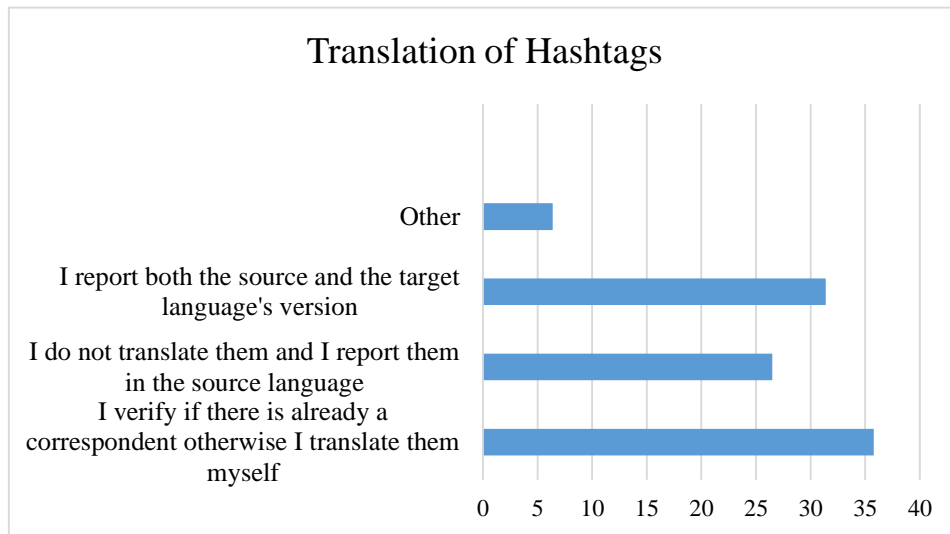 Translation of Hashtags
Other
I report both the source and the target
language's version
I do not translate them and I report them
in the source language
I verify if there is already a
correspondent otherwise I translate them
myself
0 5 10 15 20 25 30 35 40